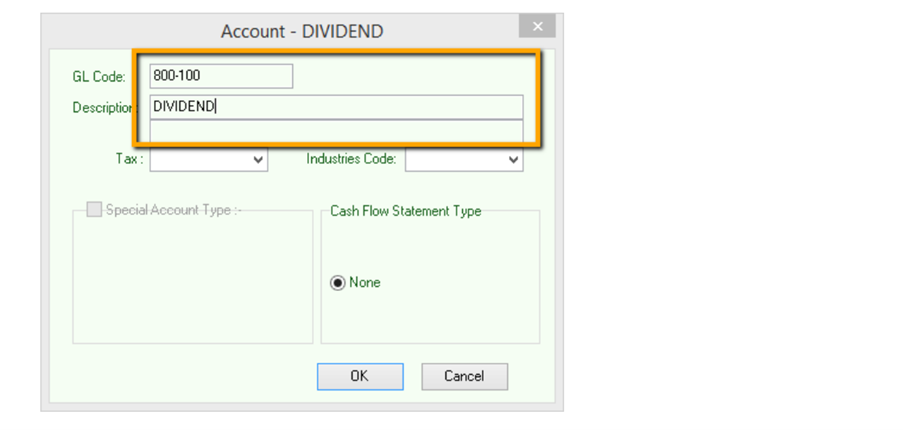 Account - DIVIDEND
GL Code: 800-100
Description: DIVIDEND
Tax : Industries Code:
Special Account Type :- Cash Flow Statement Type
None
OK Cancel